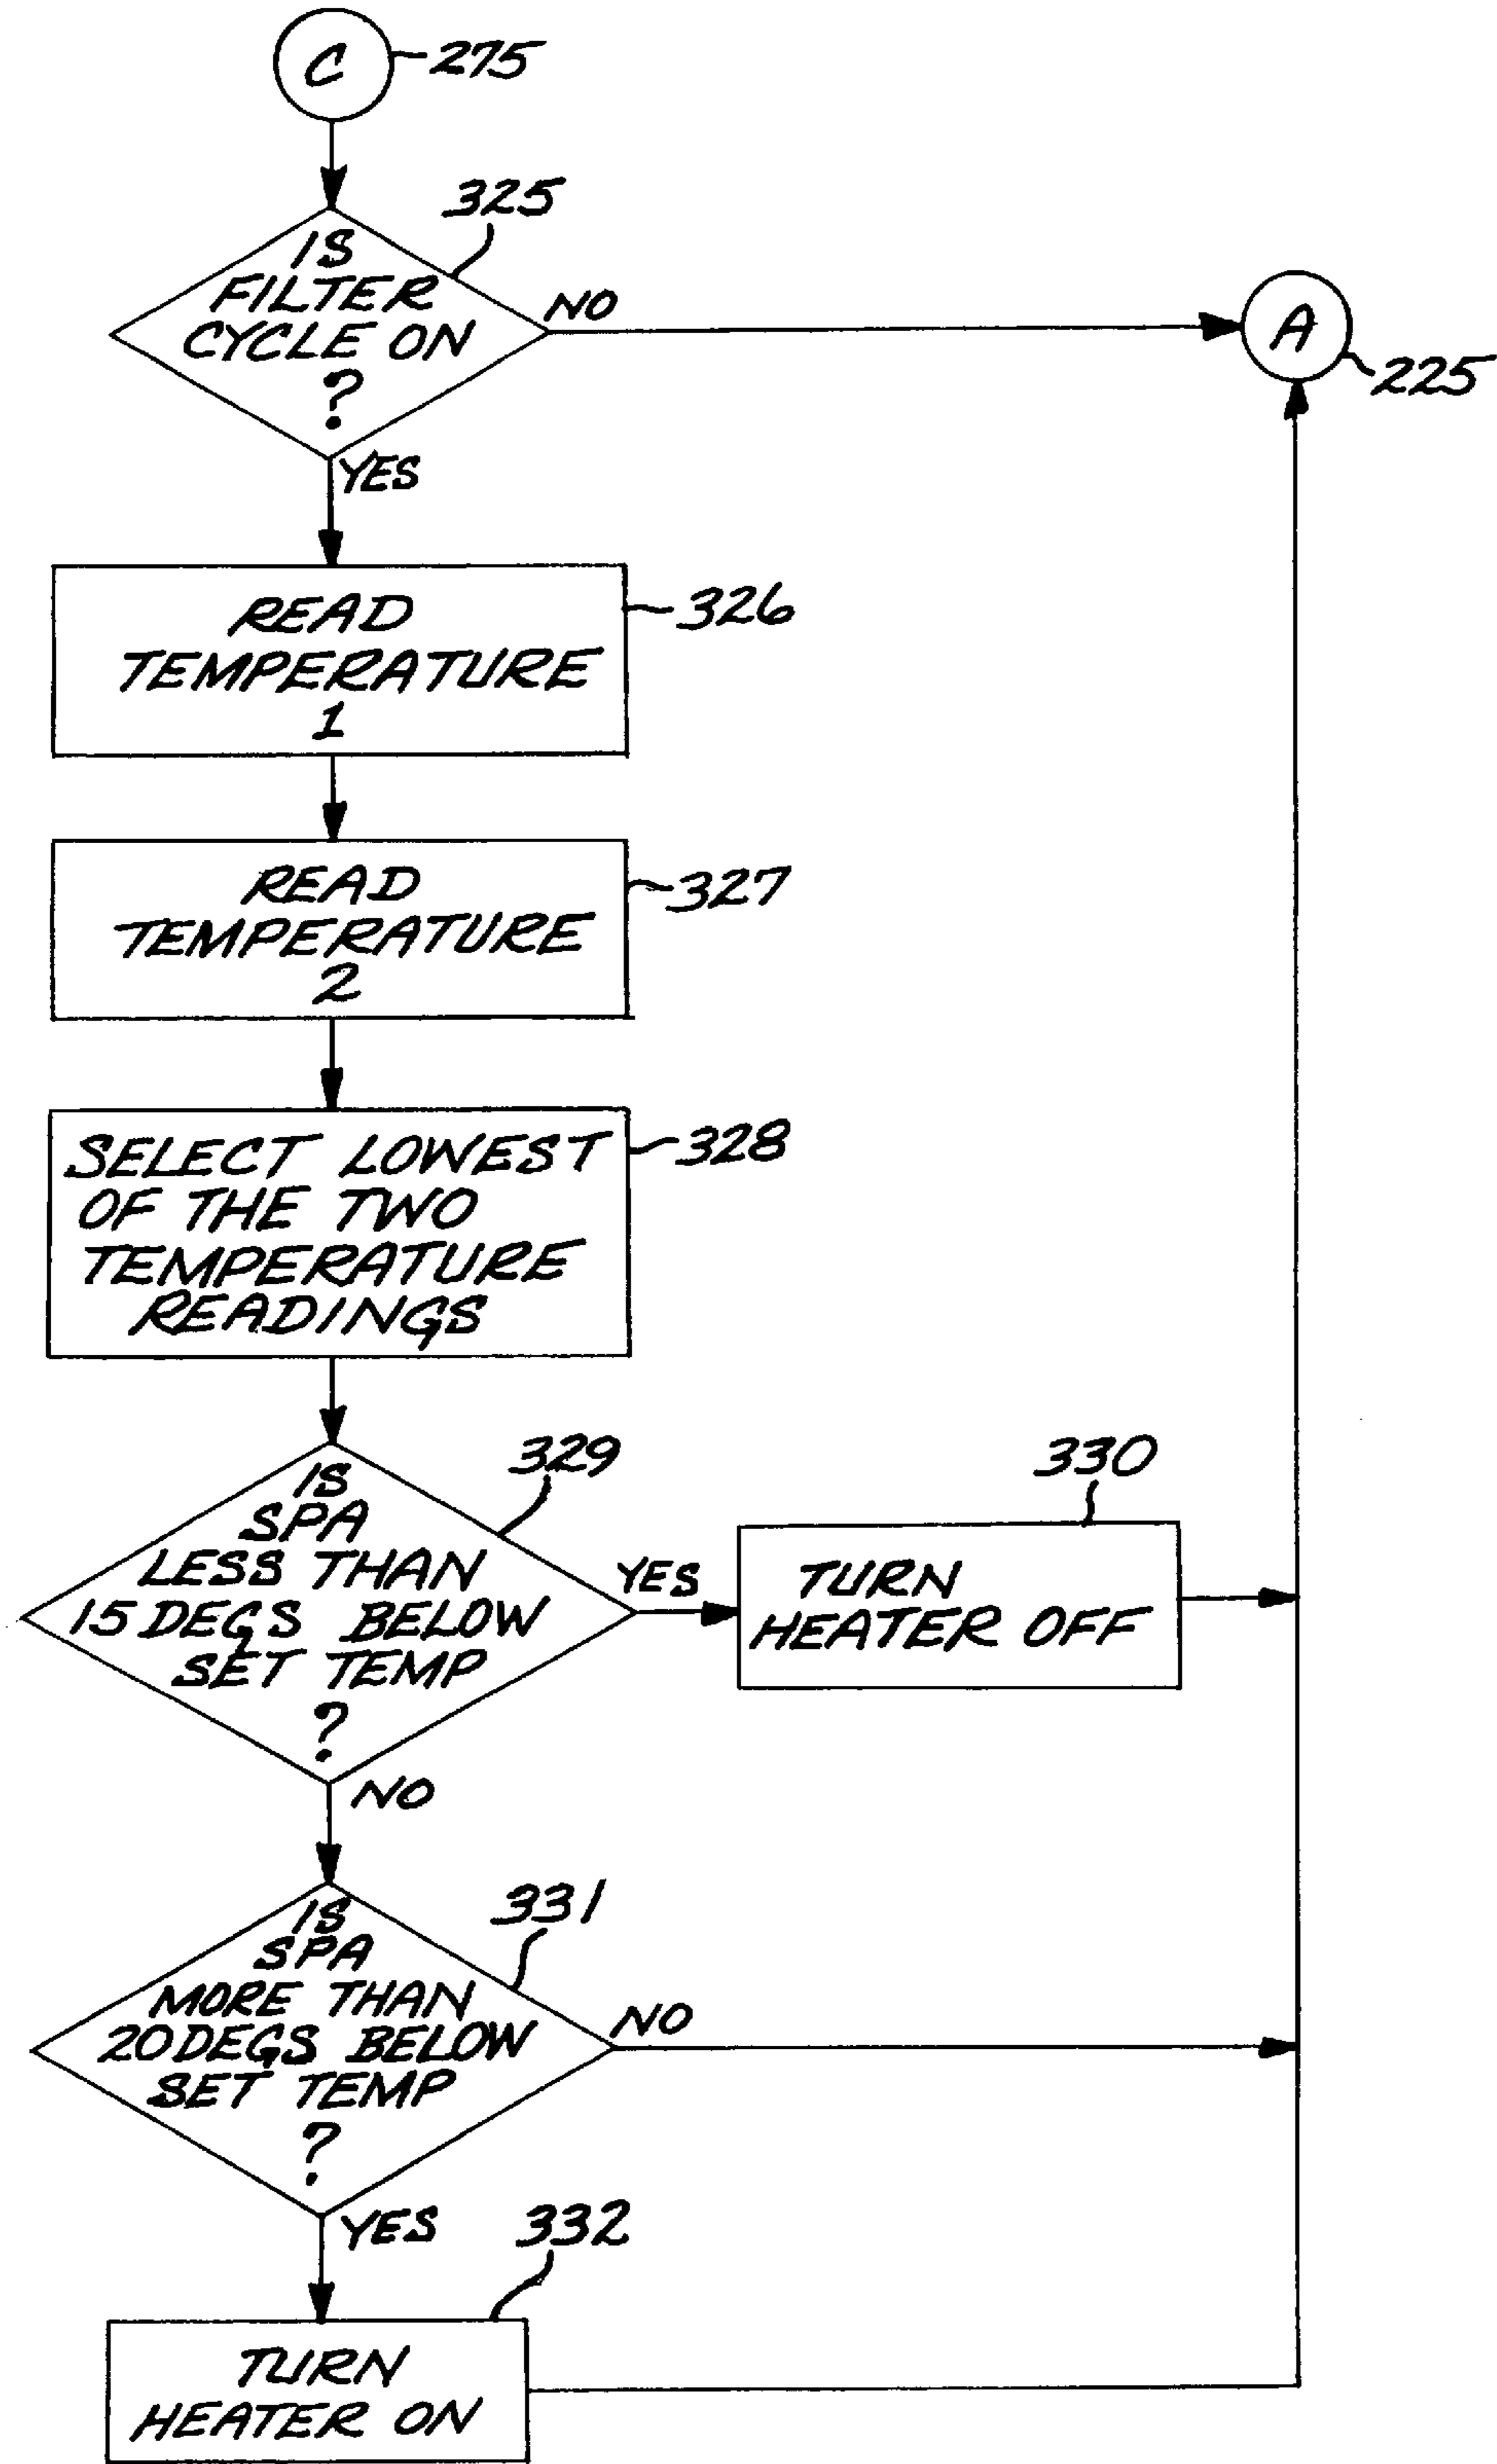 C
275
325
IS
FILTER
CYCLE ON
?
NO
A
225
YES
READ
TEMPERATURE
1
326
READ
TEMPERATURE
2
327
SELECT LOWEST
OF THE TWO
TEMPERATURE
READINGS
328
329
IS
SPA
LESS THAN
15 DEGS BELOW
SET TEMP
?
YES
330
TURN
HEATER OFF
NO
331
IS
SPA
MORE THAN
20 DEGS BELOW
SET TEMP
?
NO
YES
332
TURN
HEATER ON